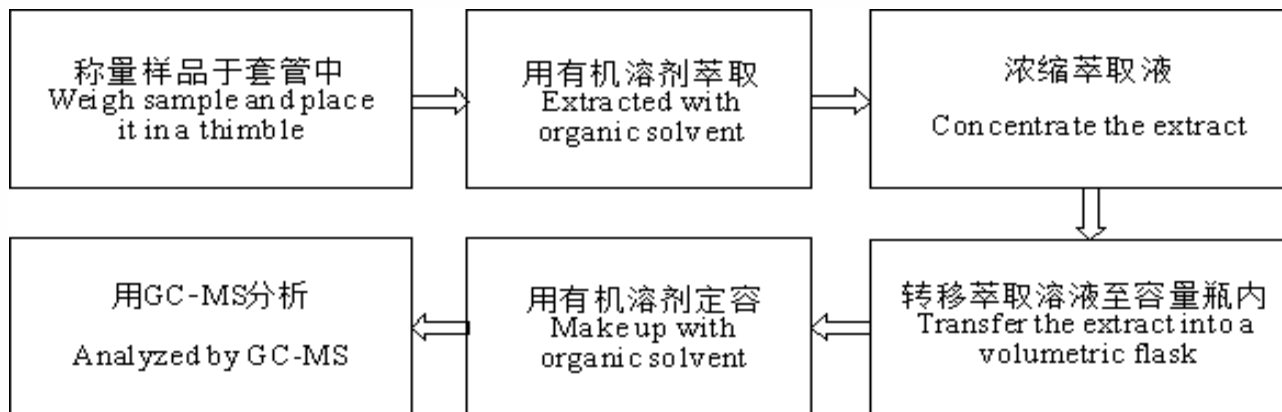 称量样品于套管中
Weigh sample and place
it in a thimble
用有机溶剂萃取
Extracted with
organic solvent
浓缩萃取液
Concentrate the extract
转移萃取溶液至容量瓶内
Transfer the extract into a
volumetric flask
用有机溶剂定容
Make up with
organic solvent
用GC-MS分析
Analyzed by GC-MS